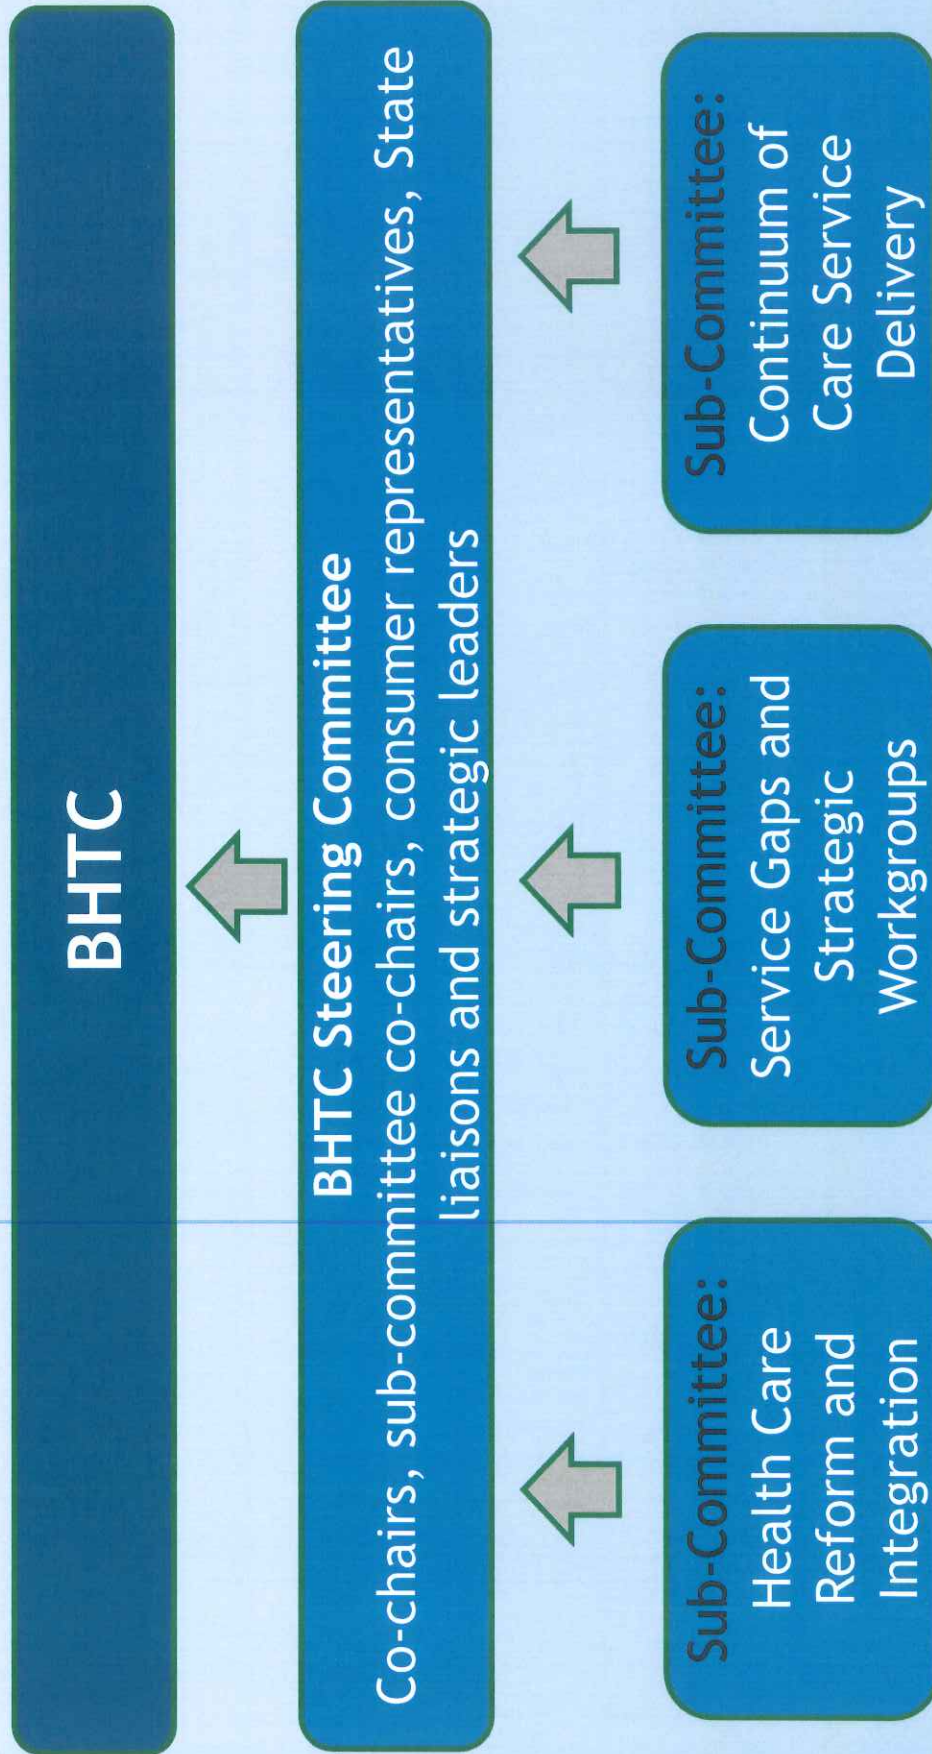 BHTC
BHTC Steering Committee
Co-chairs, sub-committee co-chairs, consumer representatives, State
liaisons and strategic leaders
Sub-Committee:
Health Care
Reform and
Integration
Sub-Committee:
Service Gaps and
Strategic
Workgroups
Sub-Committee:
Continuum of
Care Service
Delivery